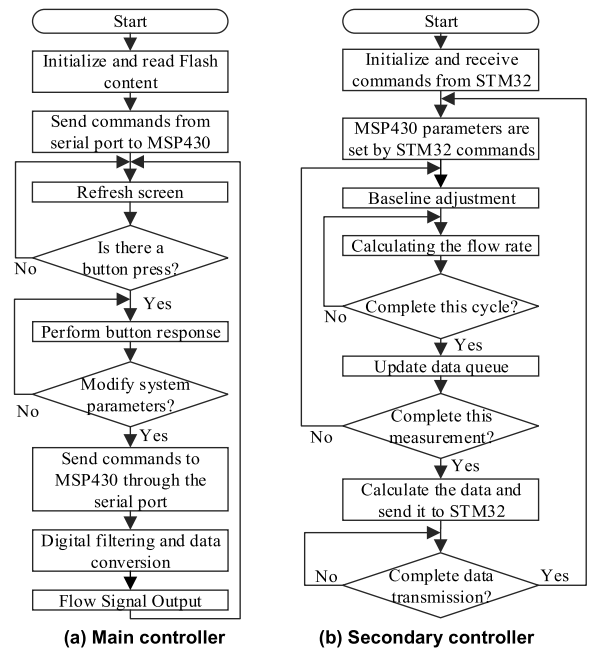 Start
Initialize and read Flash
content
Send commands from
serial port to MSP430
Refresh screen
Is there a
button press?
No
Yes
Perform button response
Modify system
parameters?
No
Yes
Send commands to
MSP430 through the
serial port
Digital filtering and data
conversion
Flow Signal Output
(a) Main controller
Start
Initialize and receive
commands from STM32
MSP430 parameters are
set by STM32 commands
Baseline adjustment
Calculating the flow rate
Complete this cycle?
No
Yes
Update data queue
Complete this
measurement?
No
Yes
Calculate the data and
send it to STM32
Complete data
transmission?
No
Yes
(b) Secondary controller